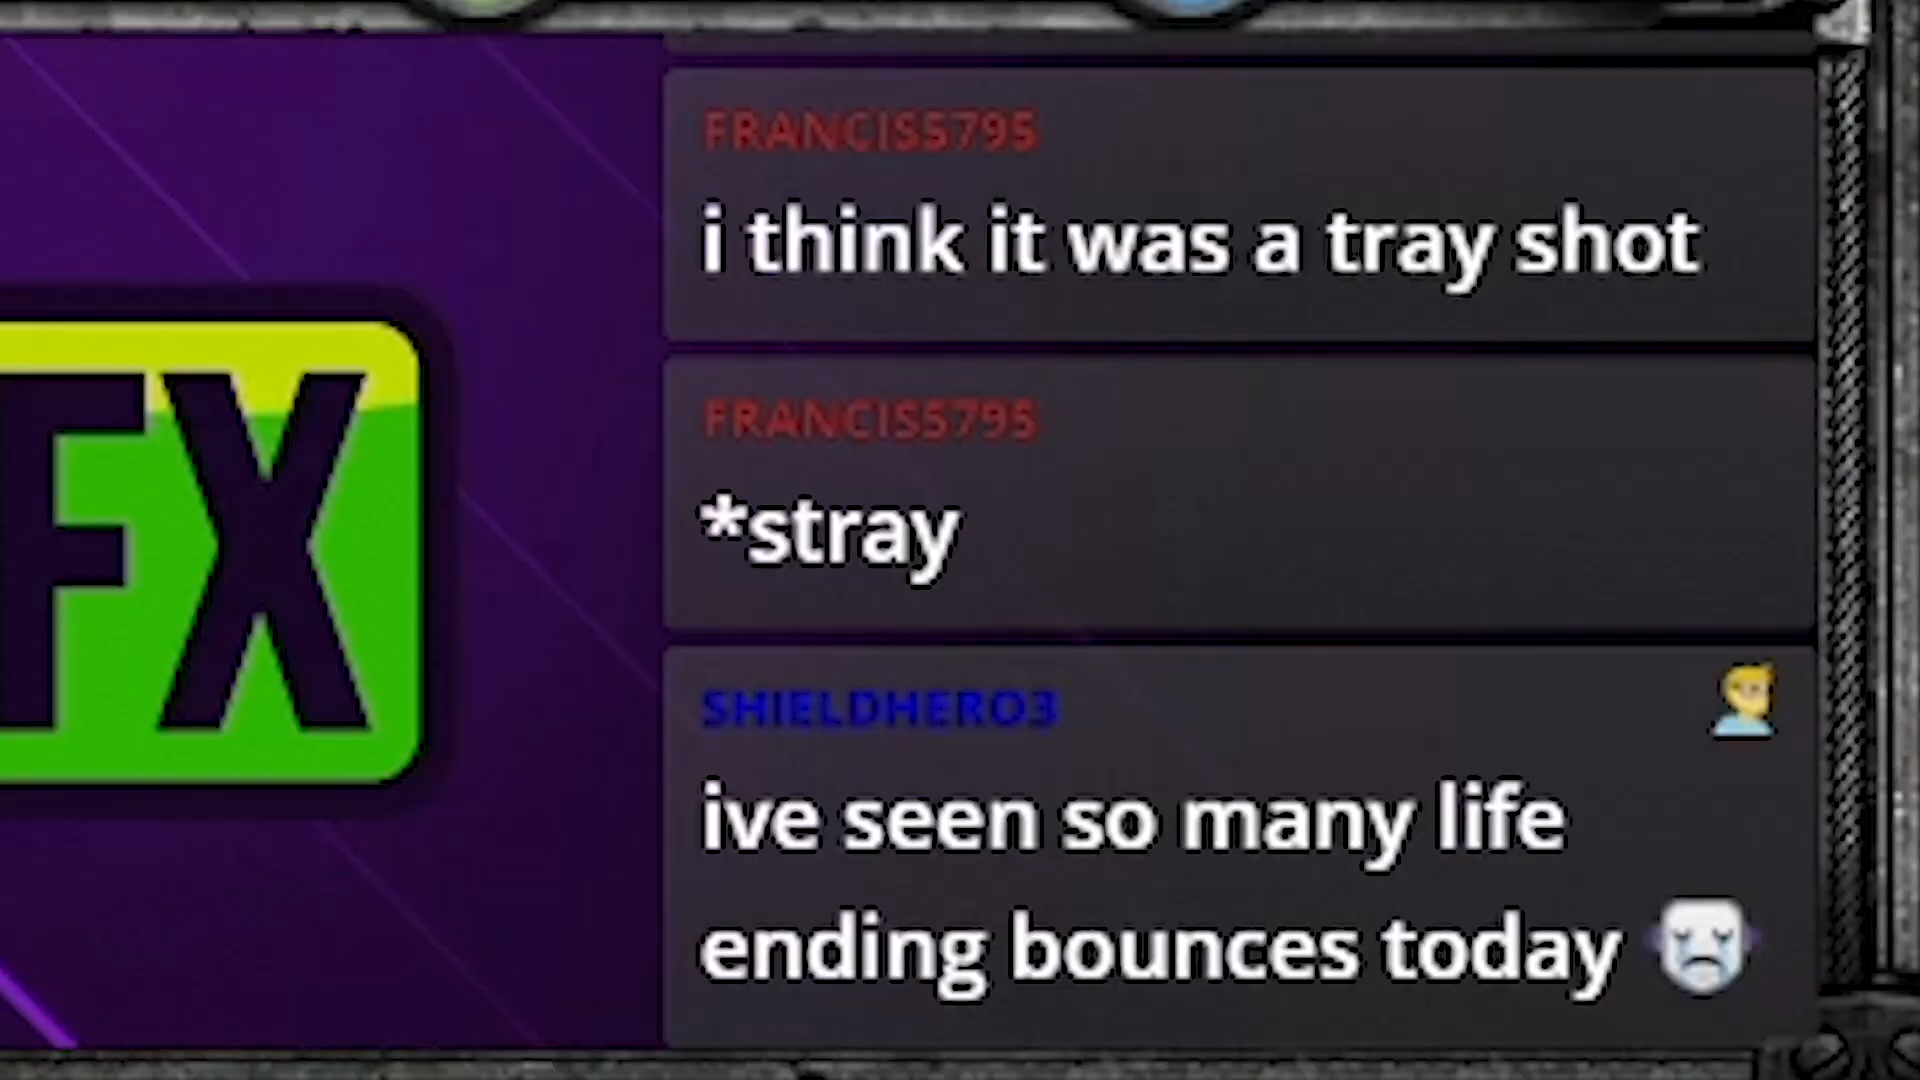 FRANCIS5795
i think it was a tray shot
FX
FRANCIS5795
*stray
SHIELDHERO3
ive seen so many life
ending bounces today